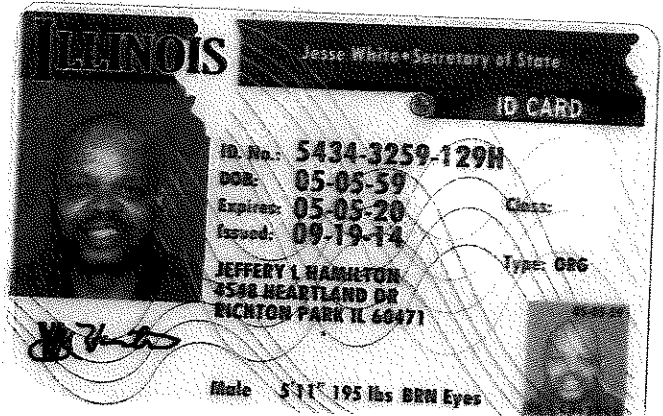 ILLINOIS
Jesse White • Secretary of State
ID CARD
ID. No.: 5434-3259-129H
DOB: 05-05-59
Expires: 05-05-20
Class:
Issued: 09-19-14
Type: ORG
JEFFERY L HAMILTON
4548 HEARTLAND DR
RICHTON PARK IL 60471
Male 5'11" 195 lbs BRN Eyes